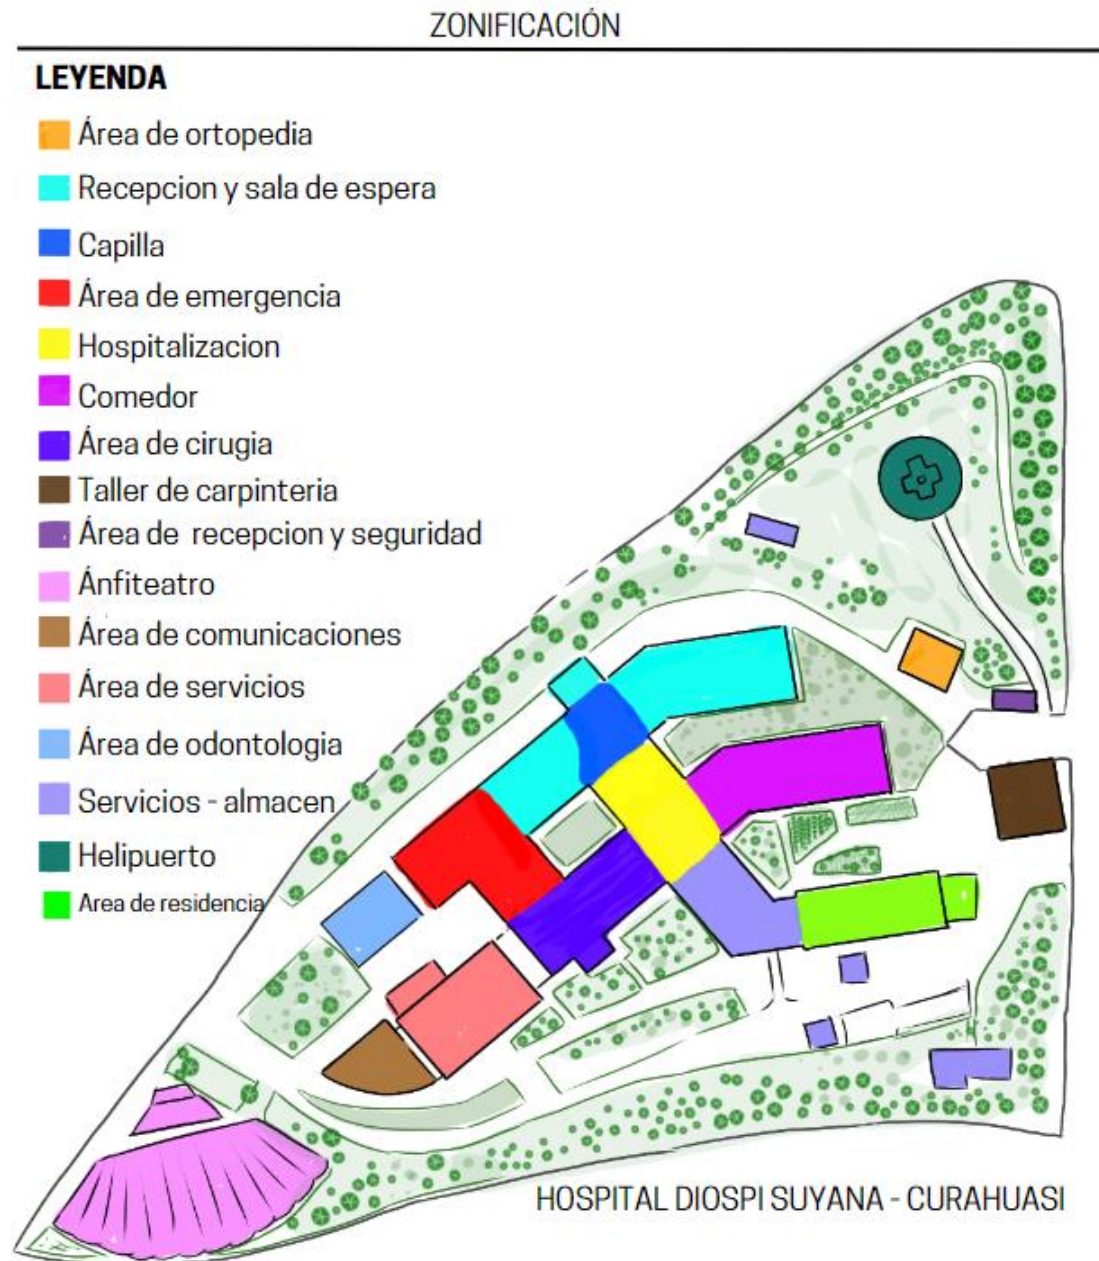 ZONIFICACIÓN
LEYENDA
Área de ortopedia
Recepcion y sala de espera
Capilla
Área de emergencia
Hospitalizacion
Comedor
Área de cirugia
Taller de carpinteria
Área de recepcion y seguridad
Ánfiteatro
Área de comunicaciones
Área de servicios
Área de odontologia
Servicios - almacen
Helipuerto
Area de residencia
HOSPITAL DIOSPI SUYANA - CURAHUASI